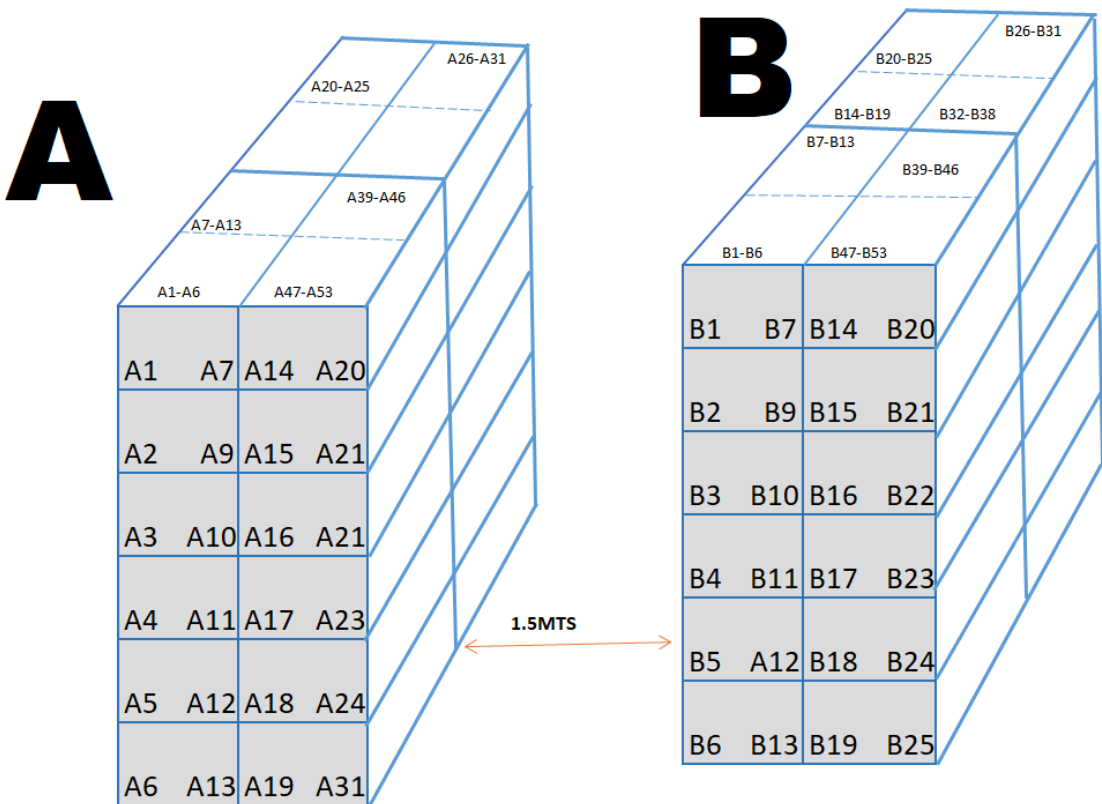 A
A26-A31
A20-A25
A39-A46
A7-A13
A1-A6 A47-A53
A1 A7 A14 A20
A2 A9 A15 A21
A3 A10 A16 A21
A4 A11 A17 A23
A5 A12 A18 A24
A6 A13 A19 A31
1.5MTS
B
B26-B31
B20-B25
B14-B19 B32-B38
B7-B13
B39-B46
B1-B6 B47-B53
B1 B7 B14 B20
B2 B9 B15 B21
B3 B10 B16 B22
B4 B11 B17 B23
B5 A12 B18 B24
B6 B13 B19 B25